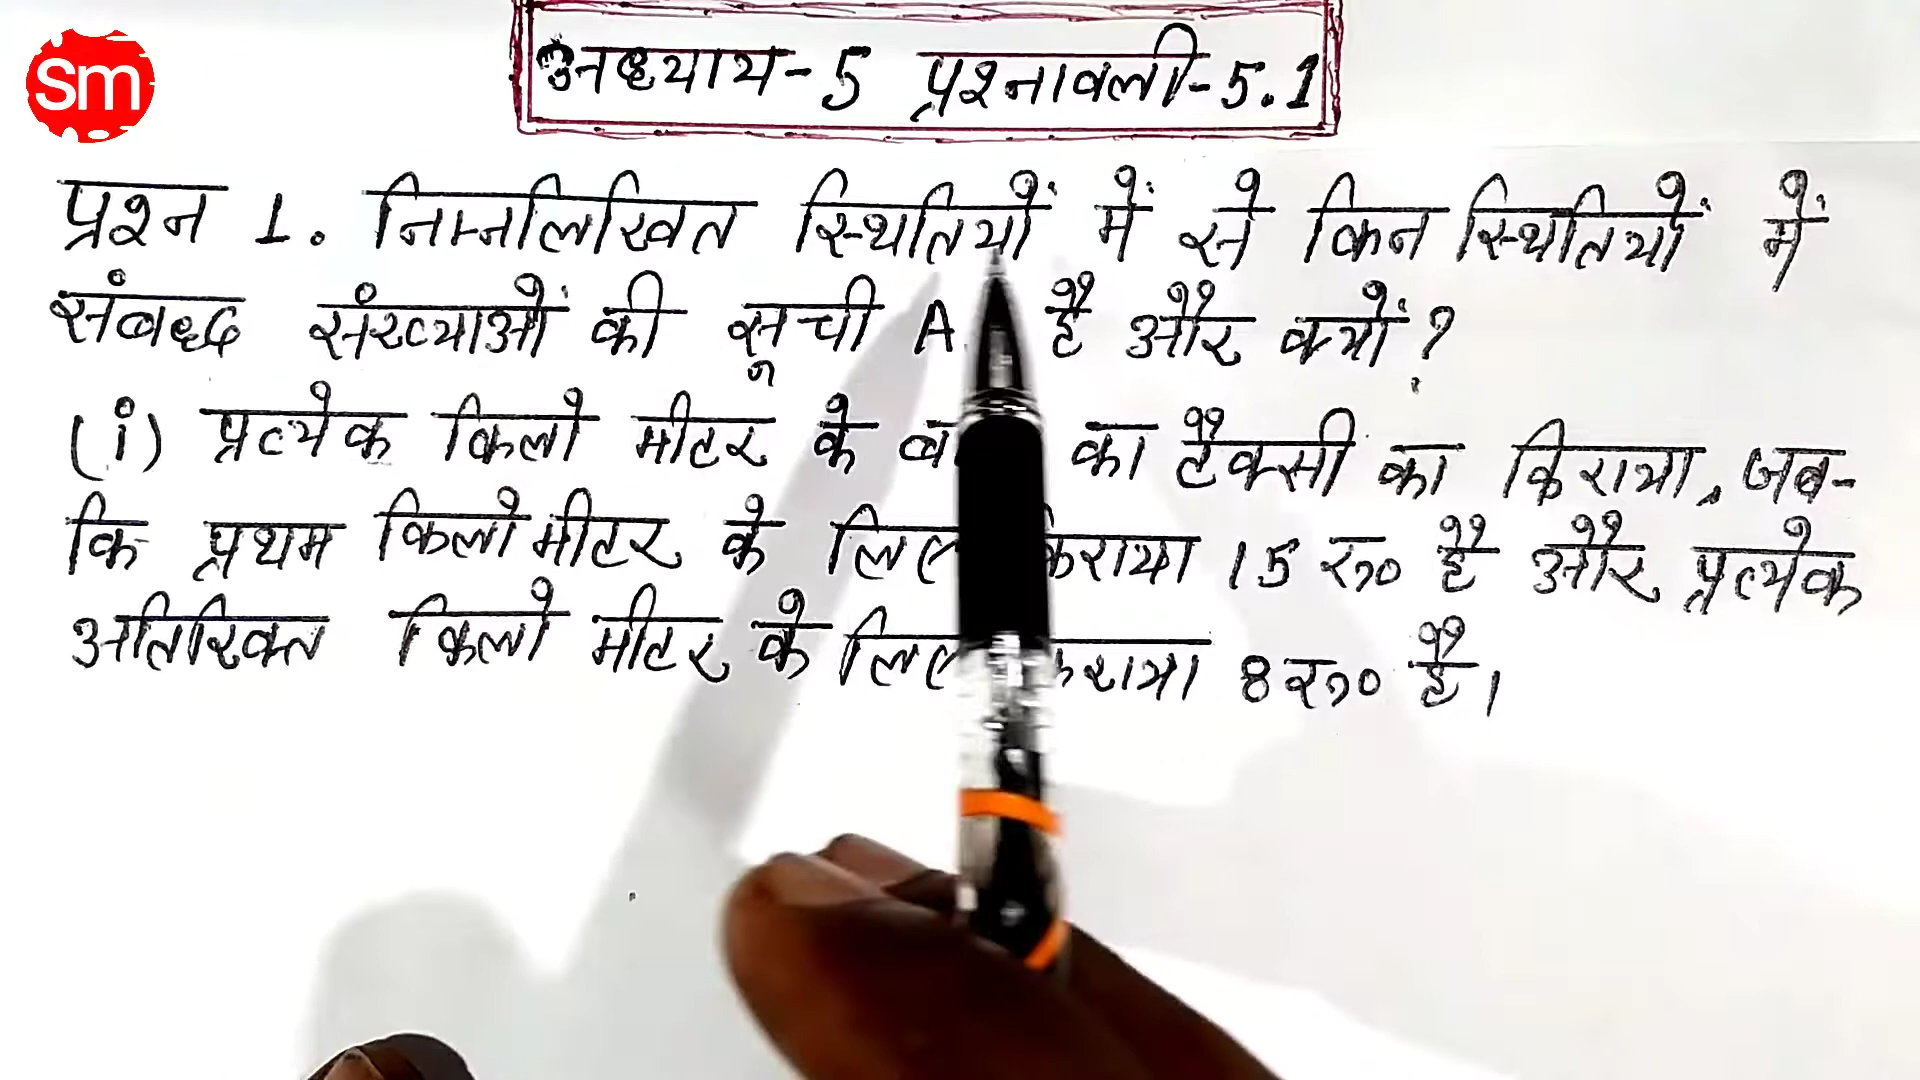 Sm
अध्याय-5 प्रश्नावली-5.1
प्रश्न 1. निम्नलिखित स्थितियों में से किन स्थितियों में
संबद्ध संख्याओं की सूची A है और क्यों?
(i) प्रत्येक किलो मीटर के का टैक्सी का किराया, जब-
कि प्रथम किलोमीटर के लिए 15 रू० है और प्रत्येक
अतिरिक्त किलो मीटर के लिए 8 रू० है।